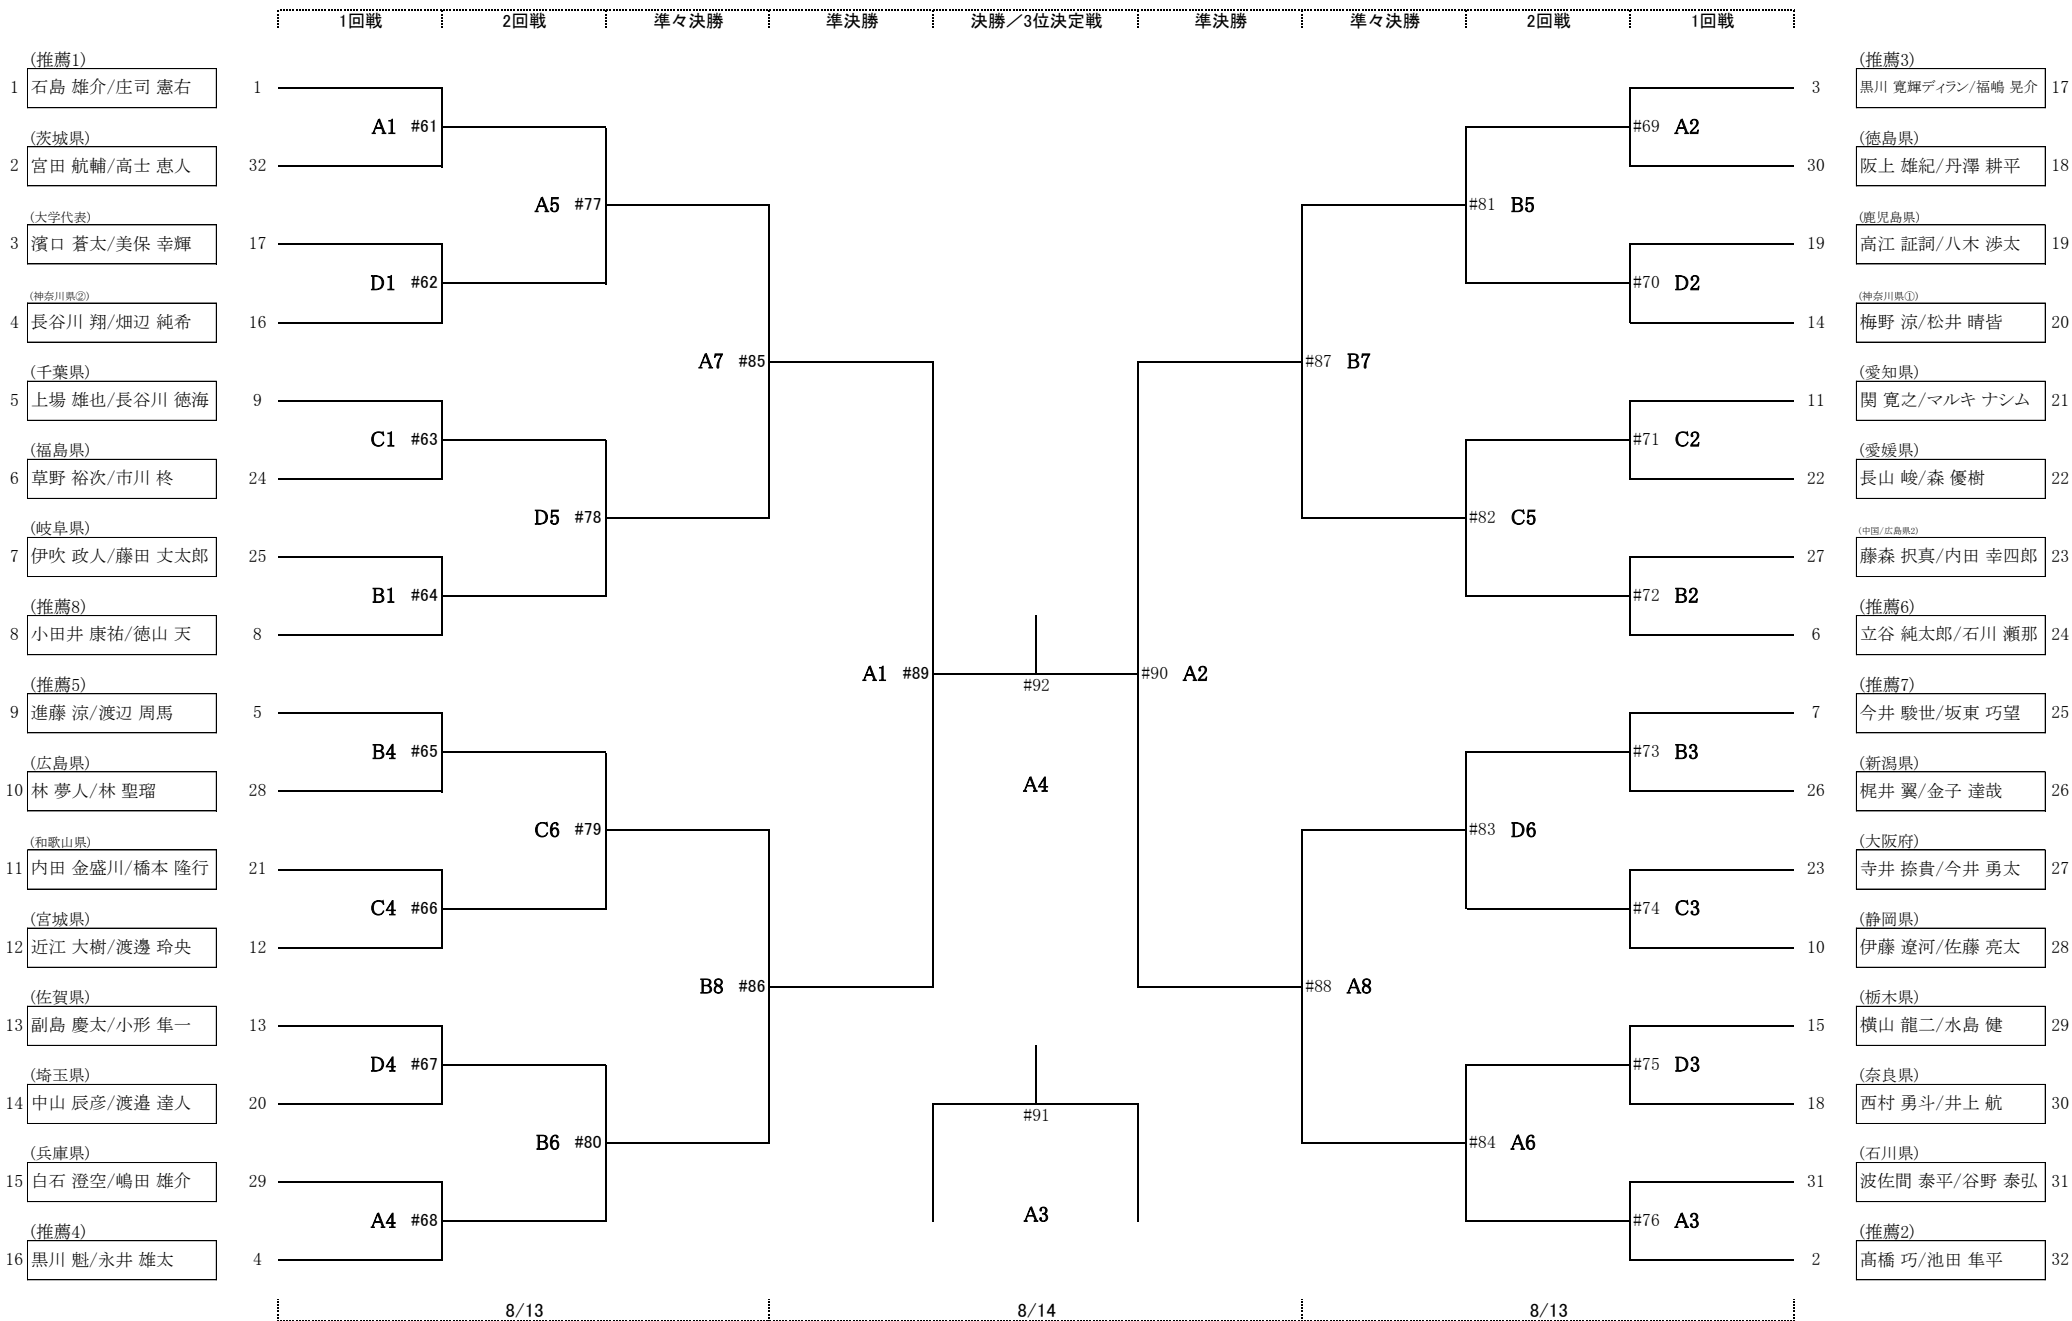 1回戦 2回戦 準々決勝 準決勝 決勝／3位決定戦 準決勝 準々決勝 2回戦 1回戦
(推薦1)
1 石島 雄介/庄司 憲右 1
(茨城県)
2 宮田 航輔/高士 恵人 32
(大学代表)
3 濱口 蒼太/美保 幸輝 17
(神奈川県②)
4 長谷川 翔/畑辺 純希 16
(千葉県)
5 上場 雄也/長谷川 徳海 9
(福島県)
6 草野 裕次/市川 柊 24
(岐阜県)
7 伊吹 政人/藤田 丈太郎 25
(推薦8)
8 小田井 康祐/徳山 天 8
(推薦5)
9 進藤 涼/渡辺 周馬 5
(広島県)
10 林 夢人/林 聖瑠 28
(和歌山県)
11 内田 金盛川/橋本 隆行 21
(宮城県)
12 近江 大樹/渡邊 玲央 12
(佐賀県)
13 副島 慶太/小形 隼一 13
(埼玉県)
14 中山 辰彦/渡邉 達人 20
(兵庫県)
15 白石 澄空/嶋田 雄介 29
(推薦4)
16 黒川 魁/永井 雄太 4
A1 #61
D1 #62
C1 #63
B1 #64
B4 #65
C4 #66
D4 #67
A4 #68
A5 #77
D5 #78
C6 #79
B6 #80
A7 #85
B8 #86
A1 #89
#92
A4
#91
A3
#90 A2
#87 B7
#88 A8
#81 B5
#82 C5
#83 D6
#84 A6
#69 A2
#70 D2
#71 C2
#72 B2
#73 B3
#74 C3
#75 D3
#76 A3
(推薦3)
3 黒川 寛輝ディラン/福嶋 晃介 17
(徳島県)
30 阪上 雄紀/丹澤 耕平 18
(鹿児島県)
19 高江 証詞/八木 渉太 19
(神奈川県①)
14 梅野 涼/松井 晴皆 20
(愛知県)
11 関 寛之/マルキ ナシム 21
(愛媛県)
22 長山 峻/森 優樹 22
(中国/広島県2)
27 藤森 択真/内田 幸四郎 23
(推薦6)
6 立谷 純太郎/石川 瀬那 24
(推薦7)
7 今井 駿世/坂東 巧望 25
(新潟県)
26 梶井 翼/金子 達哉 26
(大阪府)
23 寺井 捺貴/今井 勇太 27
(静岡県)
10 伊藤 遼河/佐藤 亮太 28
(栃木県)
15 横山 龍二/水島 健 29
(奈良県)
18 西村 勇斗/井上 航 30
(石川県)
31 波佐間 泰平/谷野 泰弘 31
(推薦2)
2 髙橋 巧/池田 隼平 32
8/13 8/14 8/13